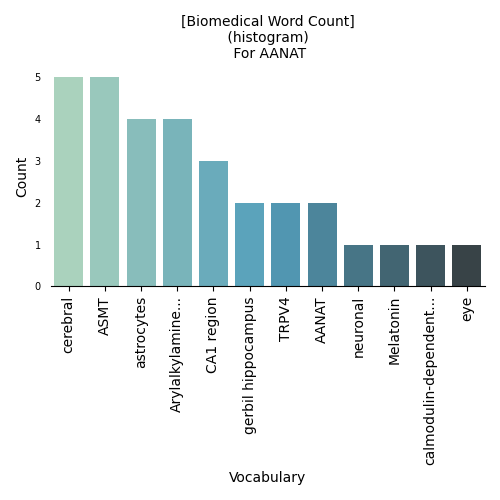 [Biomedical Word Count]
(histogram)
For AANAT
5
4
3
2
1
0
Count
cerebral
ASMT
astrocytes
Arylalkylamine...
CA1 region
gerbil hippocampus
TRPV4
AANAT
neuronal
Melatonin
calmodulin-dependent...
eye
Vocabulary